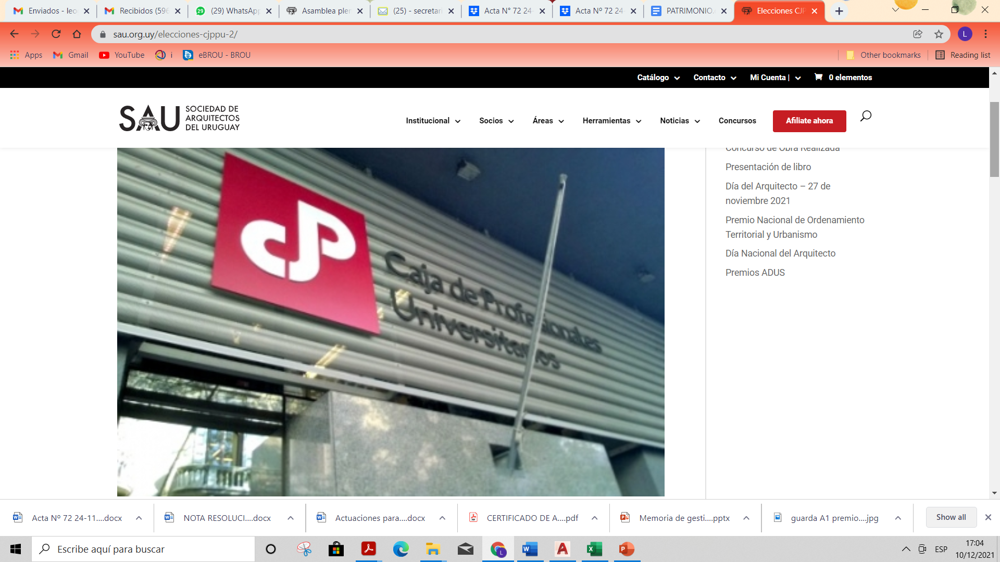 Enviados - leo
Recibidos (596
(29) WhatsApp
Asamblea plen
(25) - secretari
Acta N° 72 24-
Acta Nº 72 24
PATRIMONIO.
Elecciones CJP
sau.org.uy/elecciones-cjppu-2/
L
Apps
Gmail
YouTube
i
eBROU - BROU
Other bookmarks
Reading list
Catálogo
Contacto
Mi Cuenta |
0 elementos
SAU
SOCIEDAD DE
ARQUITECTOS
DEL URUGUAY
Institucional
Socios
Áreas
Herramientas
Noticias
Concursos
Afiliate ahora
Concurso de Obra Realizada
Presentación de libro
Día del Arquitecto – 27 de
noviembre 2021
Premio Nacional de Ordenamiento
Territorial y Urbanismo
Día Nacional del Arquitecto
Premios ADUS
cP
Caja de Profesionales
Universitarios
Acta Nº 72 24-11....docx
NOTA RESOLUCI....docx
Actuaciones para....docx
CERTIFICADO DE A....pdf
Memoria de gesti....pptx
guarda A1 premio....jpg
Show all
Escribe aquí para buscar
ESP
17:04
10/12/2021